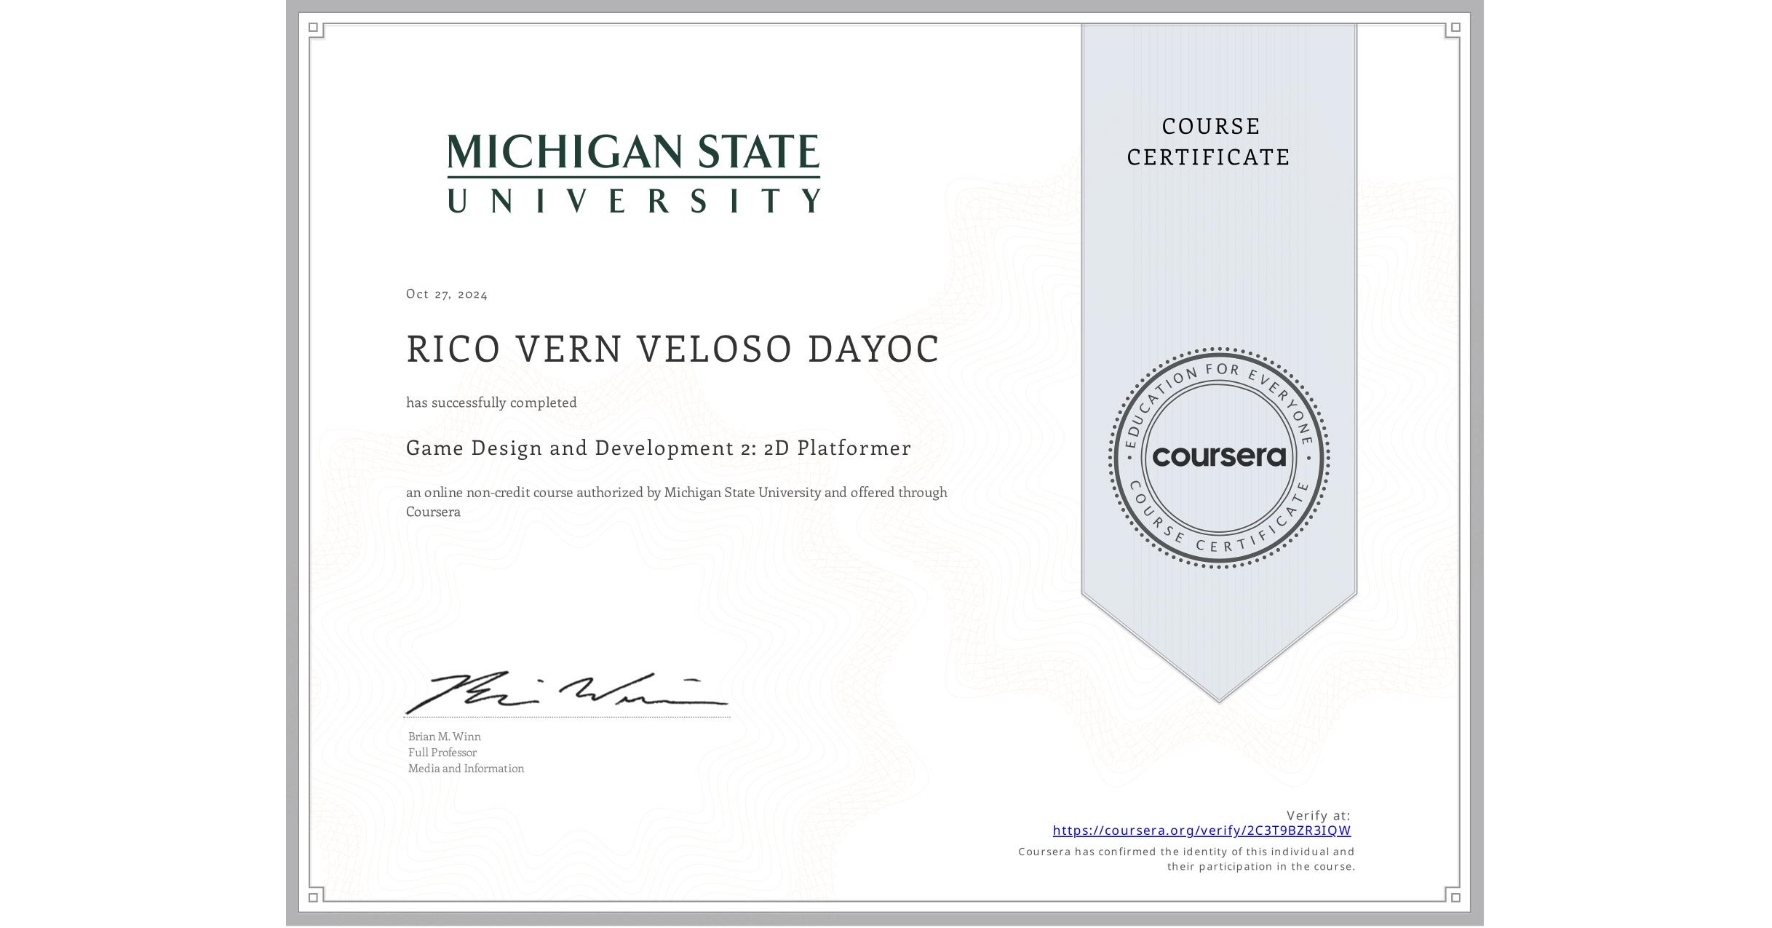 MICHIGAN STATE
UNIVERSITY
COURSE
CERTIFICATE
Oct 27, 2024
RICO VERN VELOSO DAYOC
has successfully completed
Game Design and Development 2: 2D Platformer
an online non-credit course authorized by Michigan State University and offered through
Coursera
EDUCATION FOR EVERYONE
coursera
COURSE CERTIFICATE
Brian M. Winn
Full Professor
Media and Information
Verify at:
https://coursera.org/verify/2C3T9BZR3IQW
Coursera has confirmed the identity of this individual and
their participation in the course.